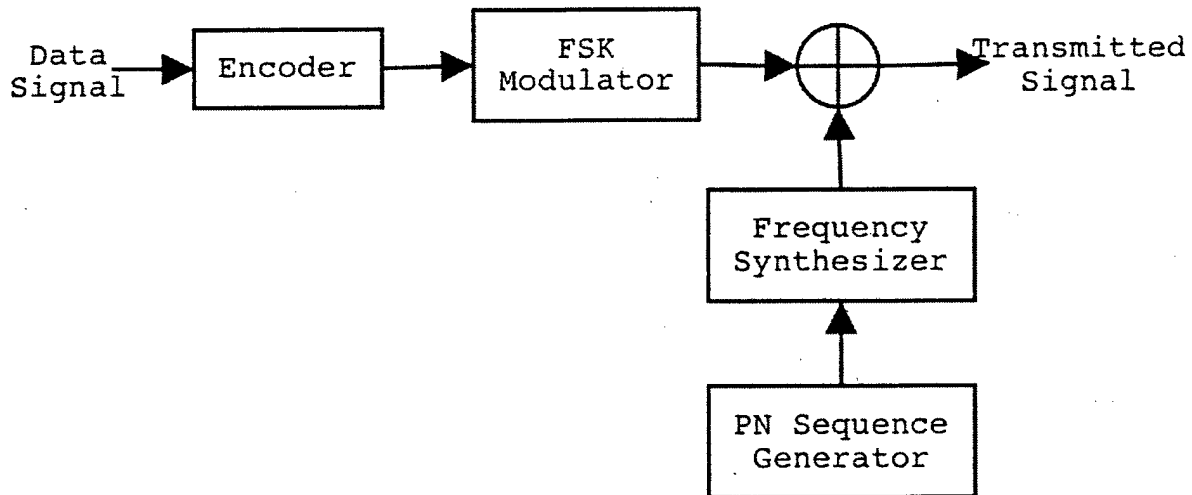 Data
Signal
Encoder
FSK
Modulator
Transmitted
Signal
Frequency
Synthesizer
PN Sequence
Generator